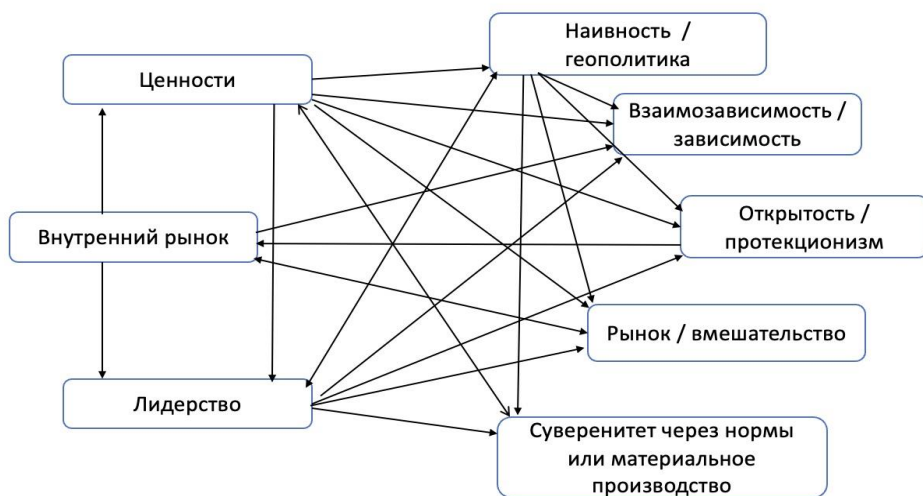 Ценности
Внутренний рынок
Лидерство
Наивность /
геополитика
Взаимозависимость /
зависимость
Открытость /
протекционизм
Рынок / вмешательство
Суверенитет через нормы
или материальное
производство